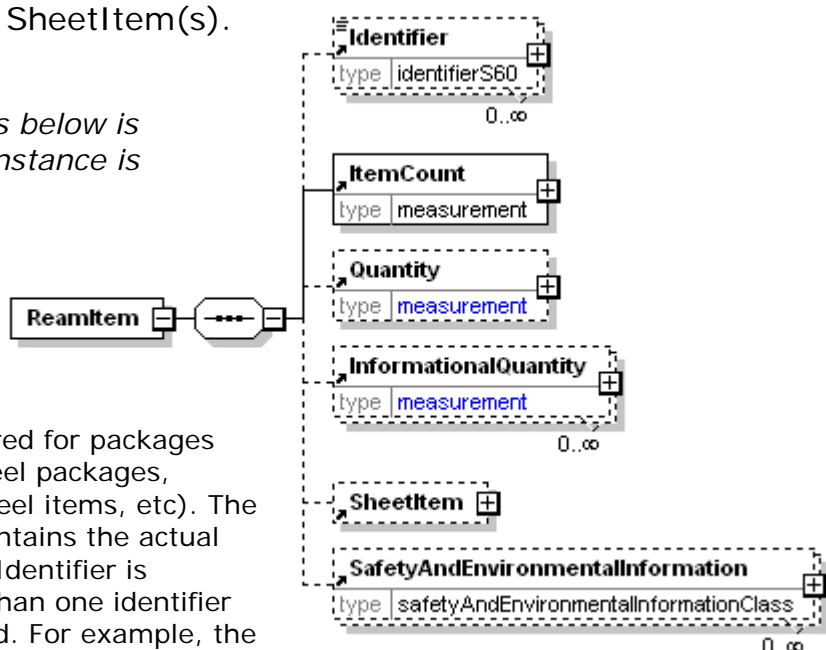 SheetItem(s).
s below is
nstance is
red for packages
eel packages,
eel items, etc). The
ntains the actual
Identifier is
han one identifier
d. For example, the
ReamItem
Identifier
type identifierS60
0..∞
ItemCount
type measurement
Quantity
type measurement
InformationalQuantity
type measurement
0..∞
SheetItem
SafetyAndEnvironmentalInformation
type safetyAndEnvironmentalInformationClass
0..∞